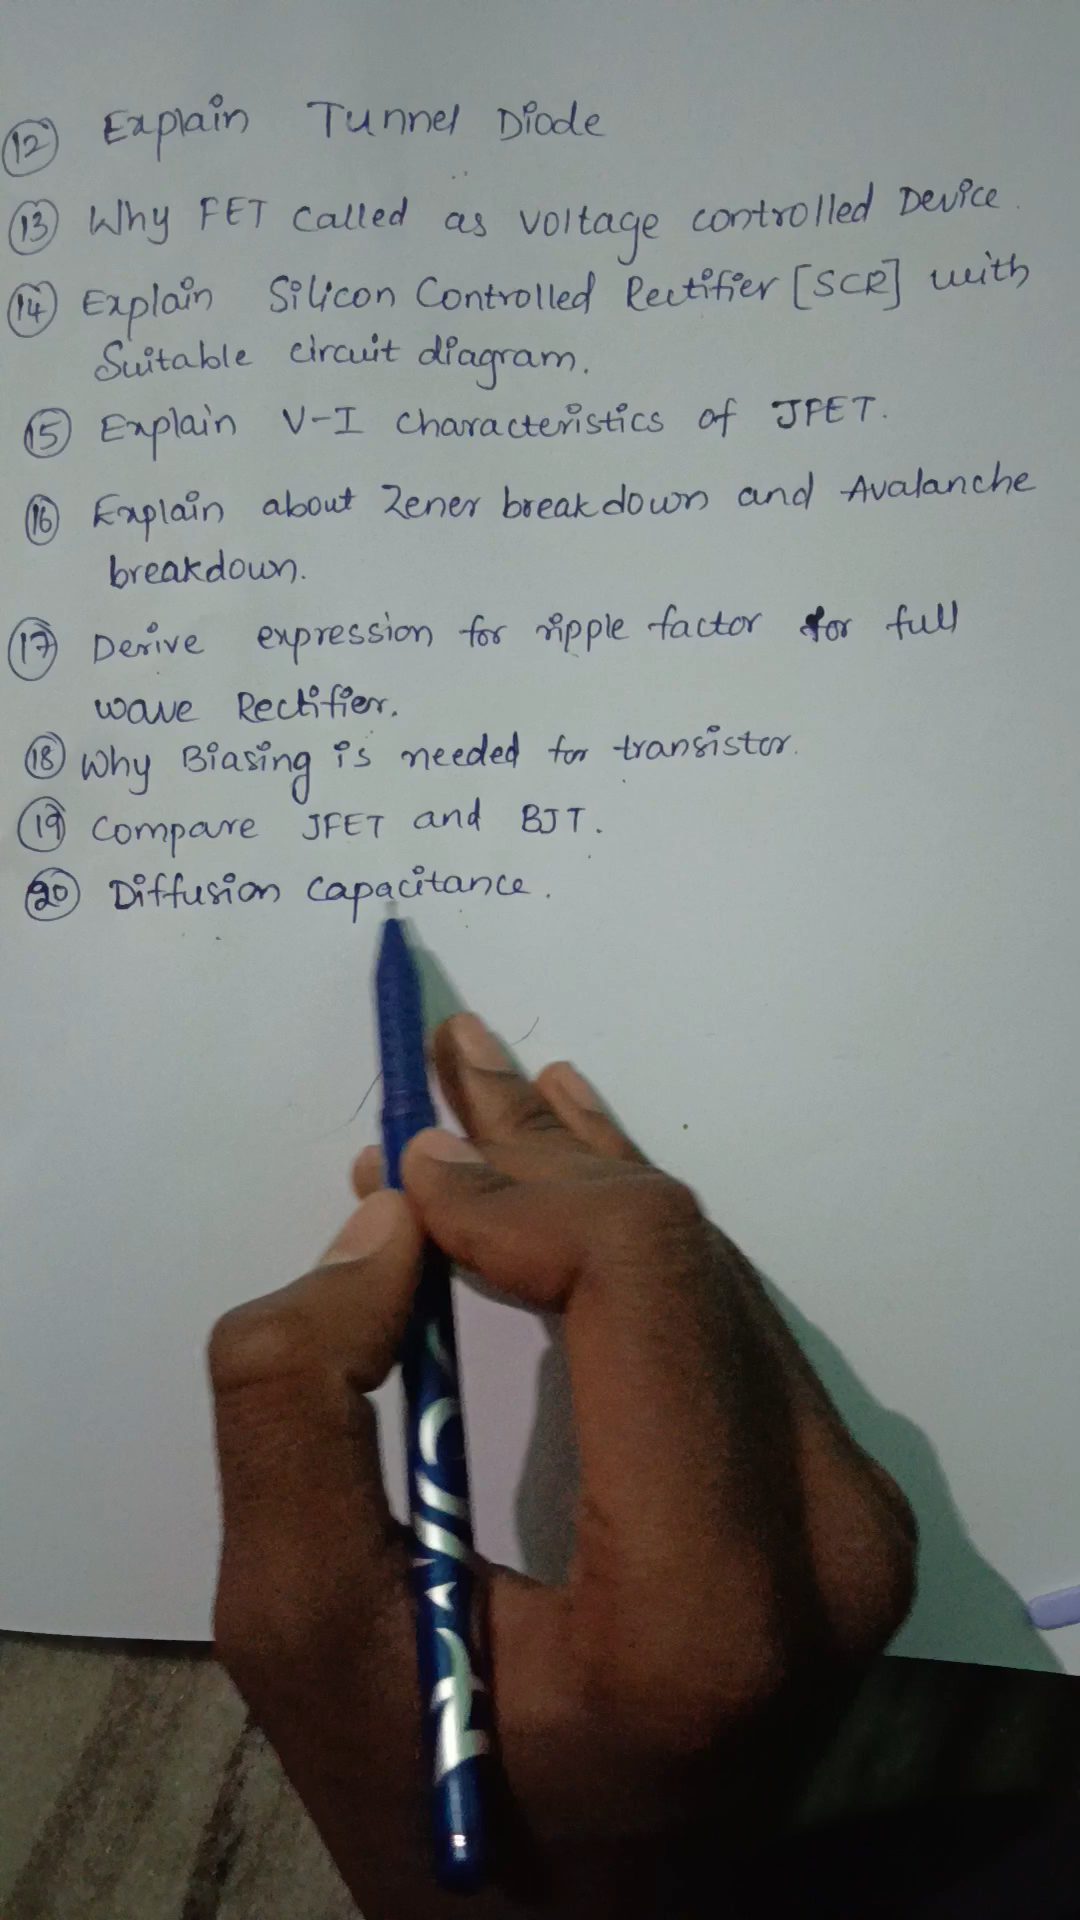 12 Explain Tunnel Diode
13 Why FET called as voltage controlled Device.
14 Explain Silicon Controlled Rectifier [SCR] with
Suitable circuit diagram.
15 Explain V-I characteristics of JFET.
16 Explain about Zener breakdown and Avalanche
breakdown.
17 Derive expression for ripple factor for full
wave Rectifier.
18 Why Biasing is needed for transistor.
19 Compare JFET and BJT.
20 Diffusion capacitance.